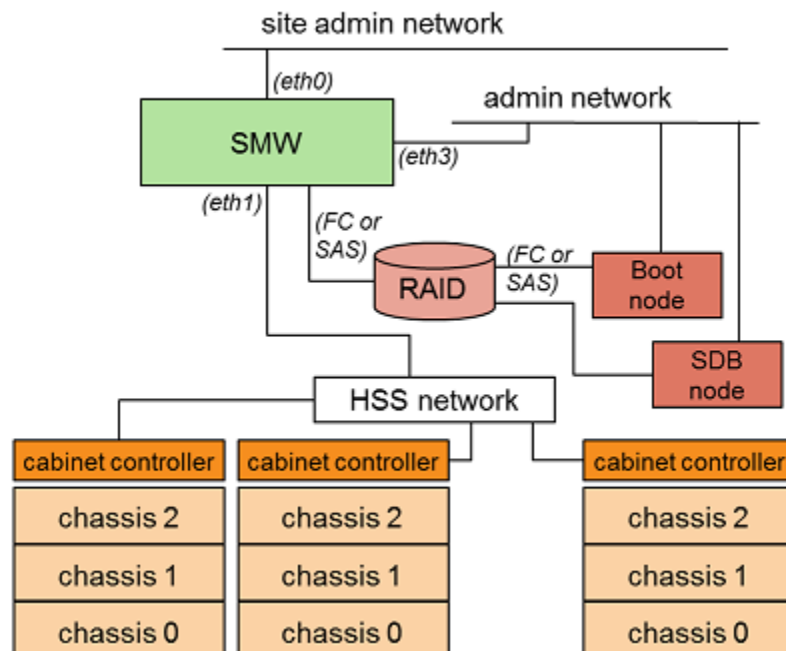 site admin network
(eth0)
admin network
SMW
(eth3)
(eth1)
(FC or
SAS)
(FC or
SAS)
RAID
Boot
node
SDB
node
HSS network
cabinet controller
cabinet controller
cabinet controller
chassis 2
chassis 2
chassis 2
chassis 1
chassis 1
chassis 1
chassis 0
chassis 0
chassis 0